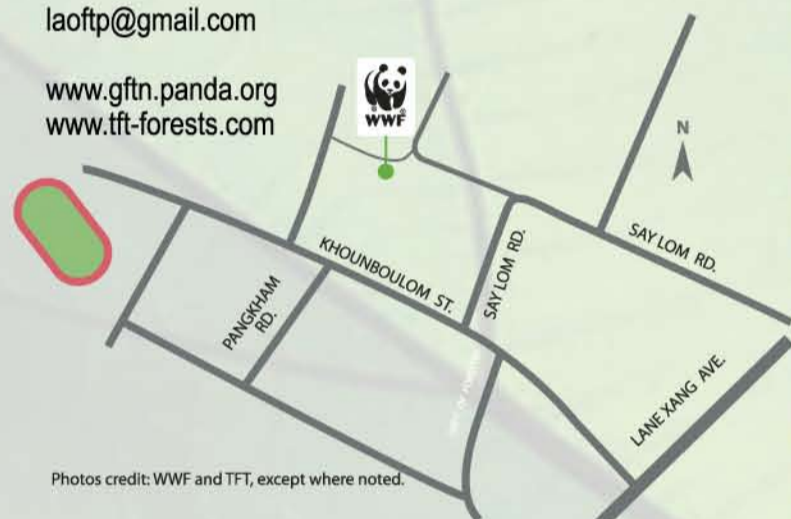 laoftp@gmail.com
www.gftn.panda.org
www.tft-forests.com
WWF
N
SAY LOM RD.
KHOUNBOULOM ST.
SAY LOM RD.
PANGKHAM
RD.
LANE XANG AVE.
Photos credit: WWF and TFT, except where noted.